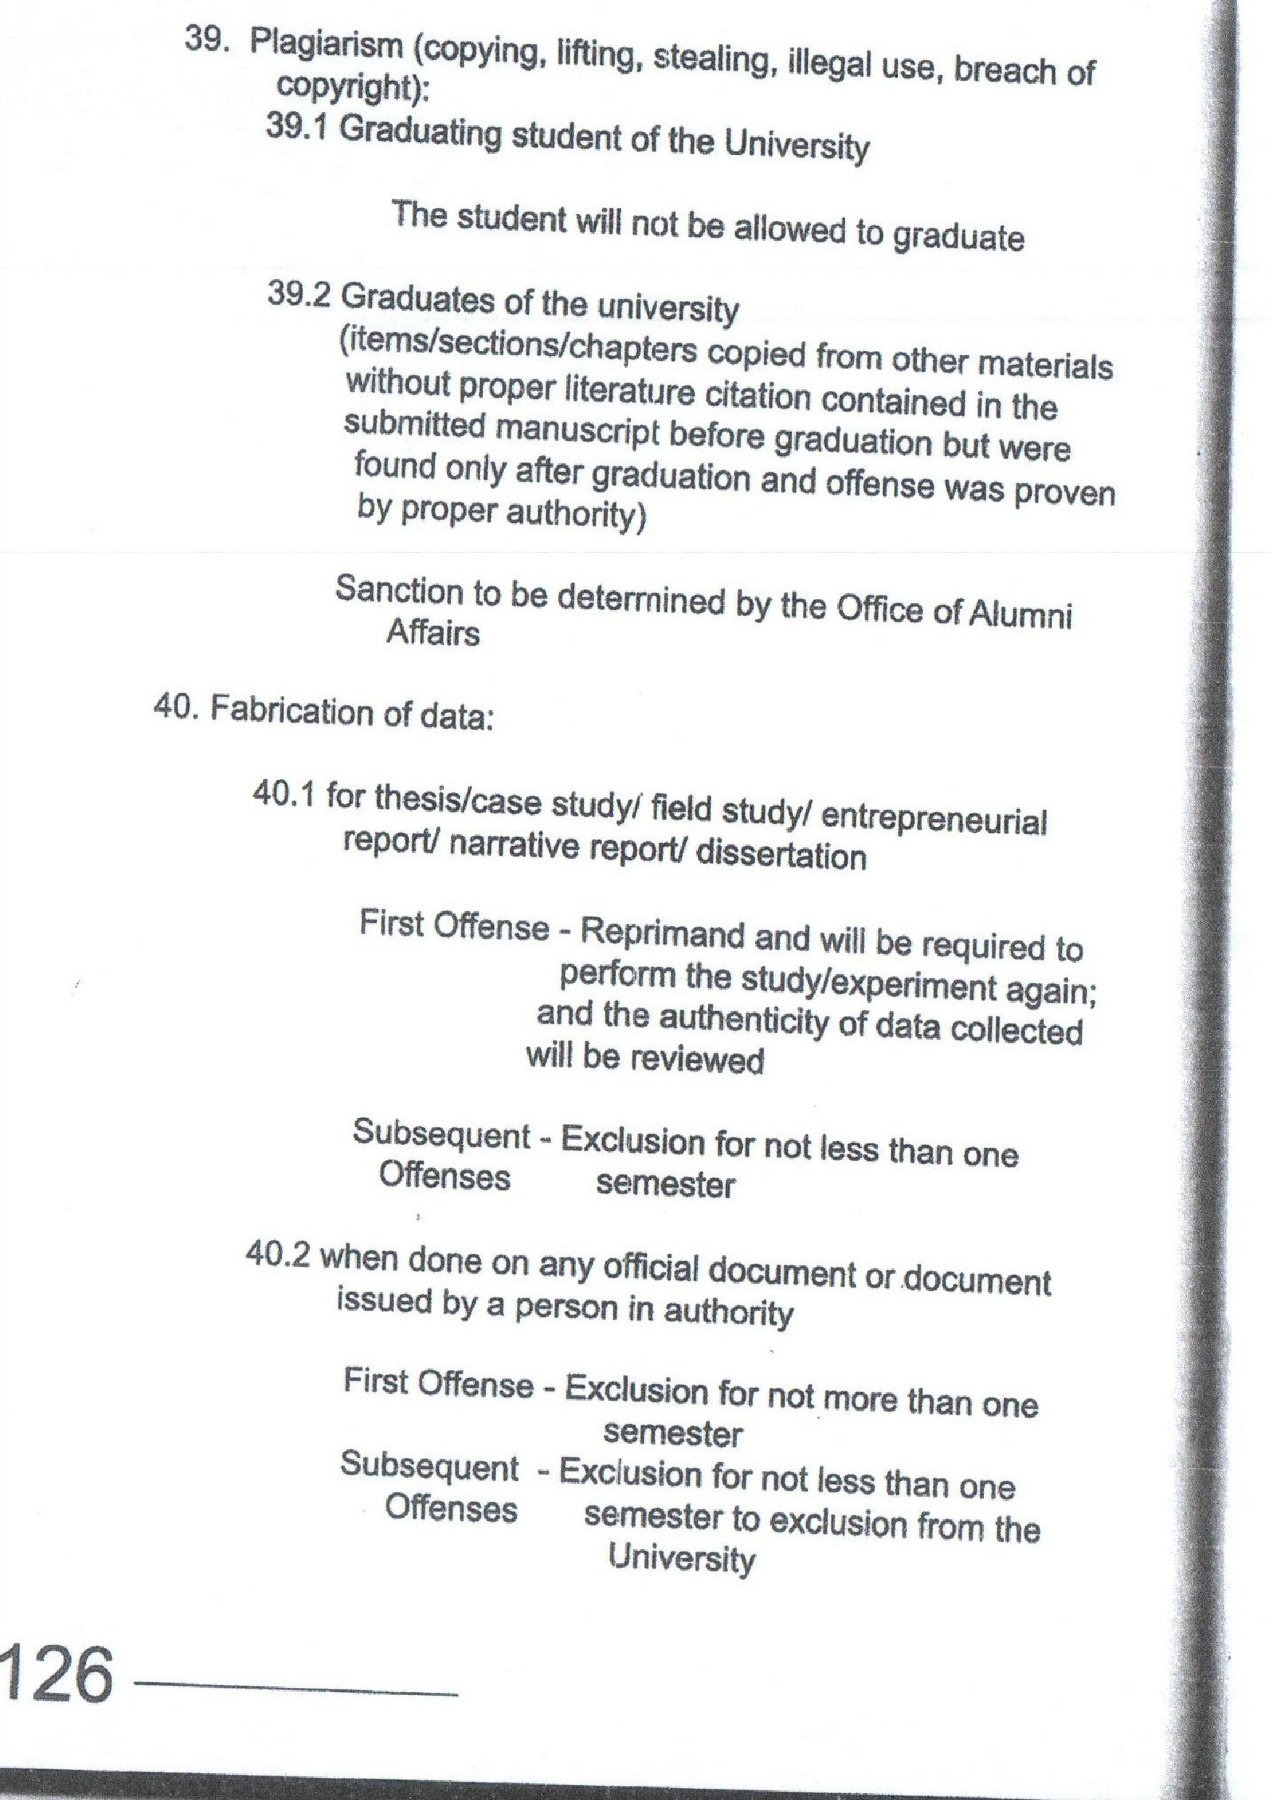 39. Plagiarism (copying, lifting, stealing, illegal use, breach of
copyright):
39.1 Graduating student of the University
The student will not be allowed to graduate
39.2 Graduates of the university
(items/sections/chapters copied from other materials
without proper literature citation contained in the
submitted manuscript before graduation but were
found only after graduation and offense was proven
by proper authority)
Sanction to be determined by the Office of Alumni
Affairs
40. Fabrication of data:
40.1 for thesis/case study/ field study/ entrepreneurial
report/ narrative report/ dissertation
First Offense - Reprimand and will be required to
perform the study/experiment again;
and the authenticity of data collected
will be reviewed
Subsequent - Exclusion for not less than one
Offenses semester
40.2 when done on any official document or document
issued by a person in authority
First Offense - Exclusion for not more than one
semester
Subsequent - Exclusion for not less than one
Offenses semester to exclusion from the
University
126